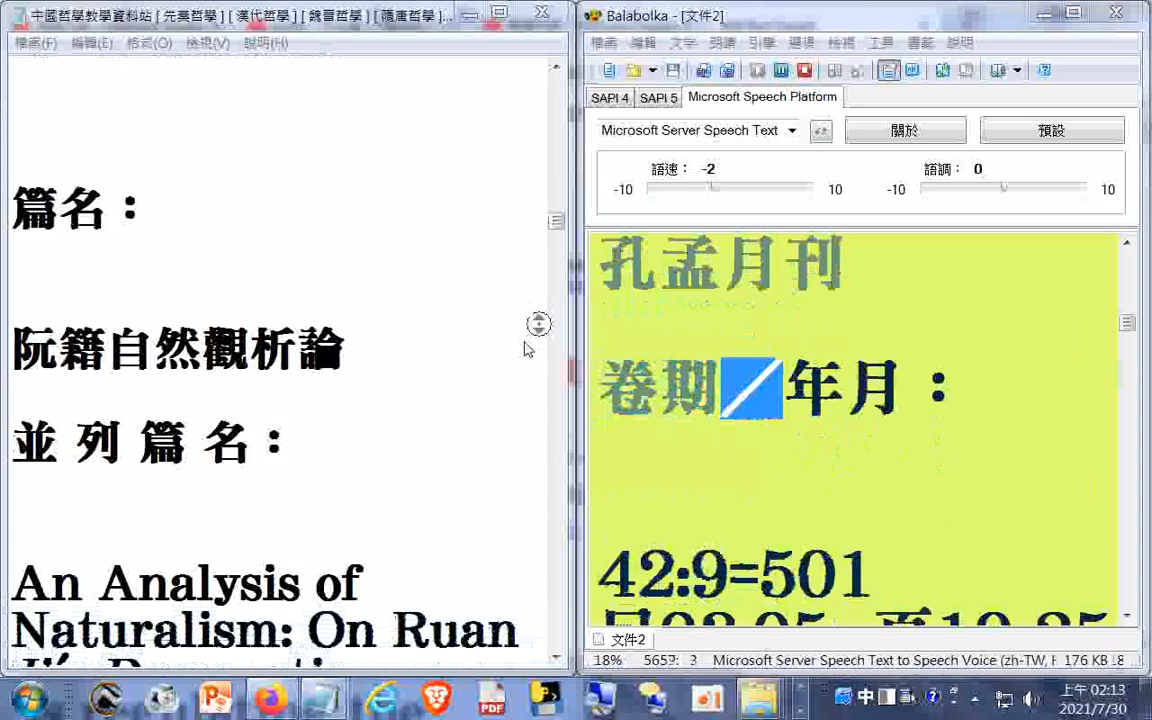 中國哲學教學資料站 [ 先秦哲學 ] [ 漢代哲學 ] [ 魏晉哲學 ] [ 隋唐哲學 ]...
檔案(F) 編輯(E) 格式(O) 檢視(V) 說明(H)
篇名：
阮籍自然觀析論
並 列 篇 名：
An Analysis of
Naturalism: On Ruan
Balabolka - [文件2]
檔案 編輯 文字 朗讀 引擎 選項 檢視 工具 書籤 說明
SAPI 4 SAPI 5 Microsoft Speech Platform
Microsoft Server Speech Text 關於 預設
語速： -2 語調： 0
-10 10 -10 10
孔孟月刊
卷期／年月：
42:9=501
文件2
18% 5657: 3 Microsoft Server Speech Text to Speech Voice (zh-TW, 176 KB
中
上午 02:13
2021/7/30